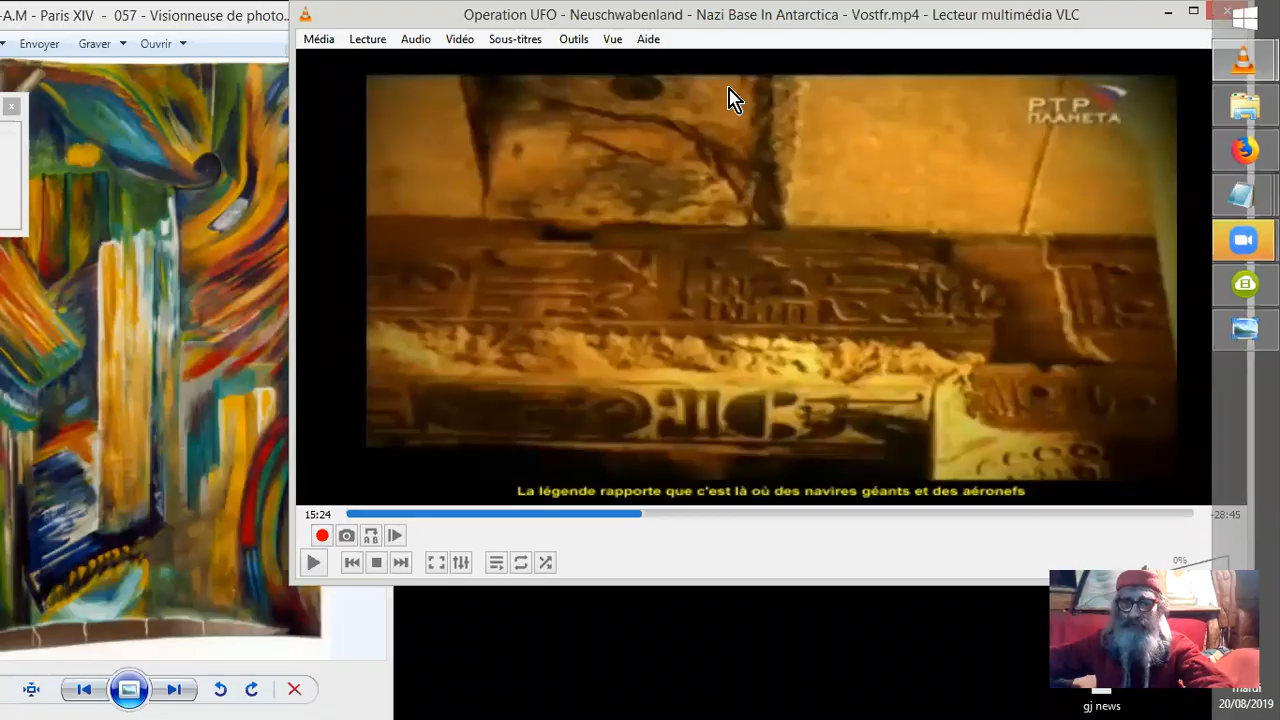 -A.M - Paris XIV - 057 - Visionneuse de photo...
Envoyer Graver Ouvrir
x
Operation UFO - Neuschwabenland - Nazi Base In Antarctica - Vostfr.mp4 - Lecteur multimédia VLC
Média Lecture Audio Vidéo Sous-titres Outils Vue Aide
РТР
ПЛАНЕТА
La légende rapporte que c'est là où des navires géants et des aéronefs
15:24
-28:45
A B
0%
gj news
mardi
20/08/2019